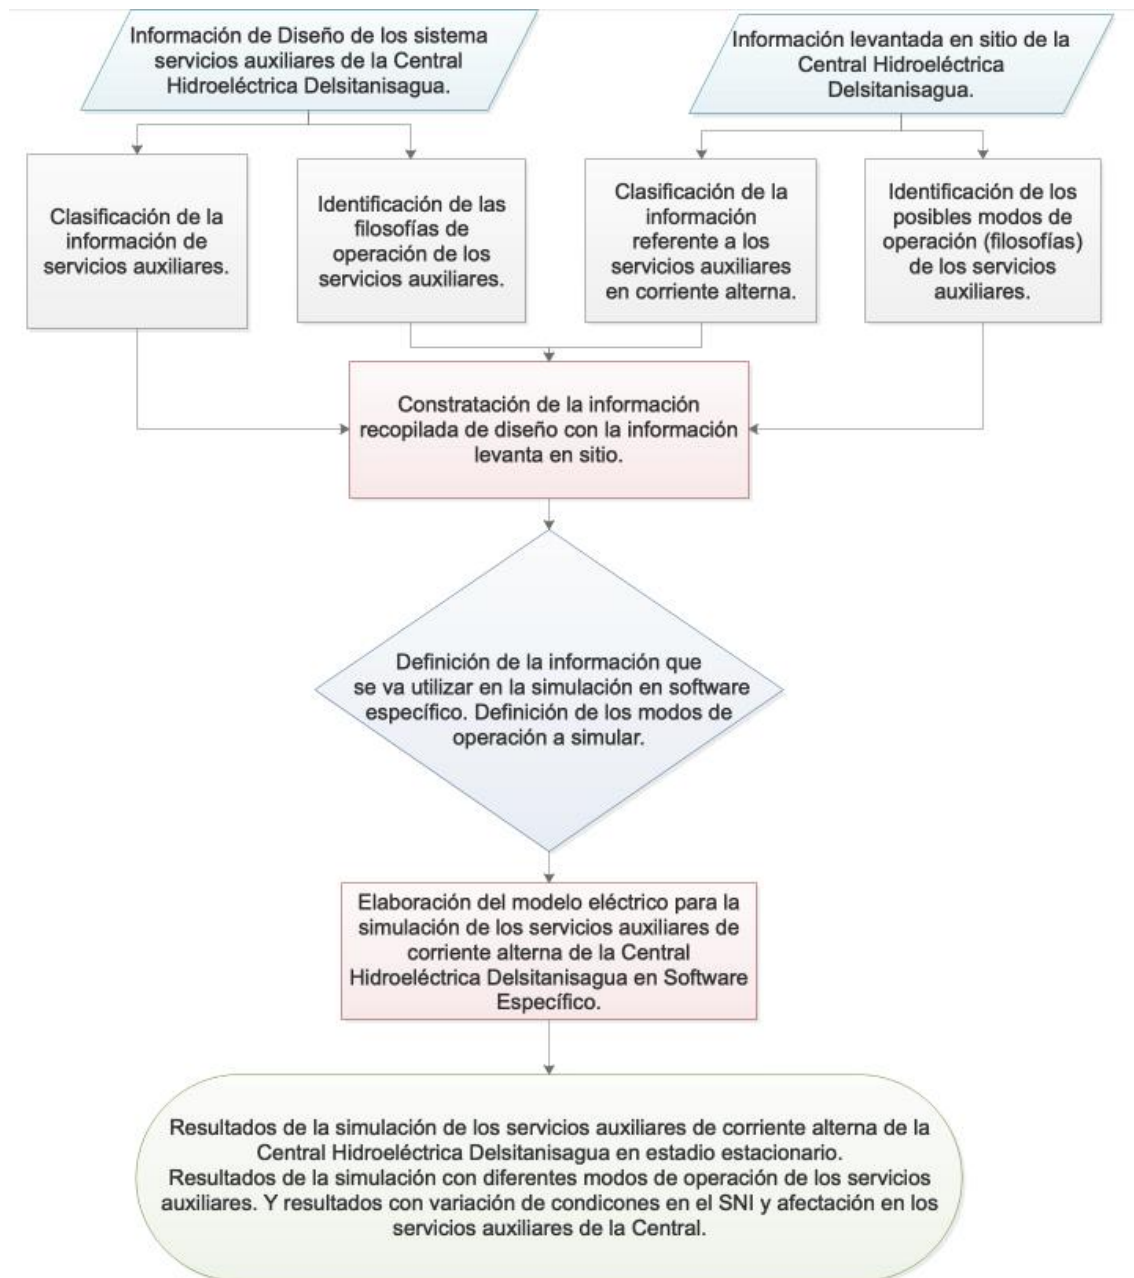 Información de Diseño de los sistema
servicios auxiliares de la Central
Hidroeléctrica Delsitanisagua.
Información levantada en sitio de la
Central Hidroeléctrica
Delsitanisagua.
Clasificación de la
información de
servicios auxiliares.
Identificación de las
filosofías de
operación de los
servicios auxiliares.
Clasificación de la
información
referente a los
servicios auxiliares
en corriente alterna.
Identificación de los
posibles modos de
operación (filosofías)
de los servicios
auxiliares.
Constratación de la información
recopilada de diseño con la información
levanta en sitio.
Definición de la información que
se va utilizar en la simulación en software
específico. Definición de los modos de
operación a simular.
Elaboración del modelo eléctrico para la
simulación de los servicios auxiliares de
corriente alterna de la Central
Hidroeléctrica Delsitanisagua en Software
Específico.
Resultados de la simulación de los servicios auxiliares de corriente alterna de la
Central Hidroeléctrica Delsitanisagua en estadio estacionario.
Resultados de la simulación con diferentes modos de operación de los servicios
auxiliares. Y resultados con variación de condicones en el SNI y afectación en los
servicios auxiliares de la Central.